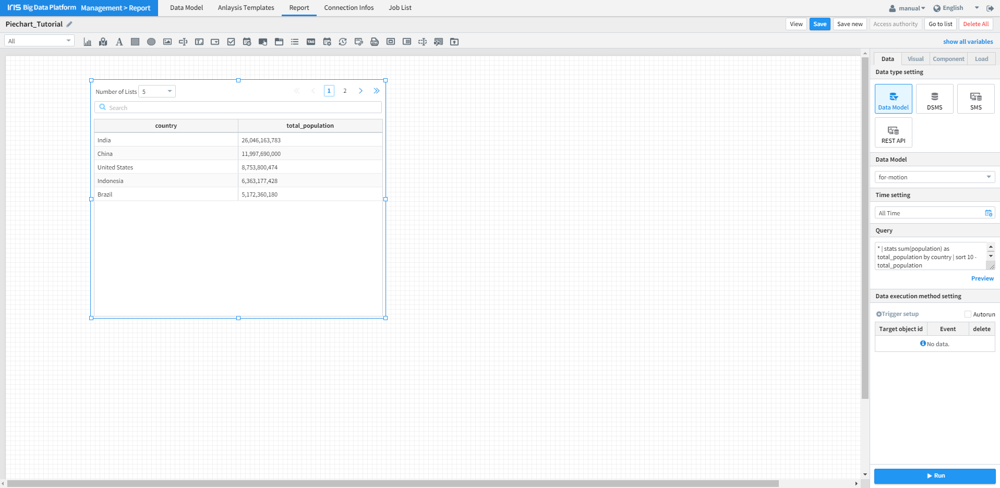 IRIS Big Data Platform Management > Report Data Model Anlaysis Templates Report Connection Infos Job List manual English
Piechart_Tutorial View Save Save new Access authority Go to list Delete All
All A T TAG show all variables
Data Visual Component Load
Data type setting
Data Model DSMS SMS
REST API
Data Model
for-motion
Time setting
All Time
Query
* | stats sum(population) as
total_population by country | sort 10 -
total_population
Preview
Data execution method setting
Trigger setup Autorun
Target object id Event delete
No data.
Run
Number of Lists 5 1 2
Search
country total_population
India 26,046,163,783
China 11,997,690,000
United States 8,753,800,474
Indonesia 6,363,177,428
Brazil 5,172,360,180